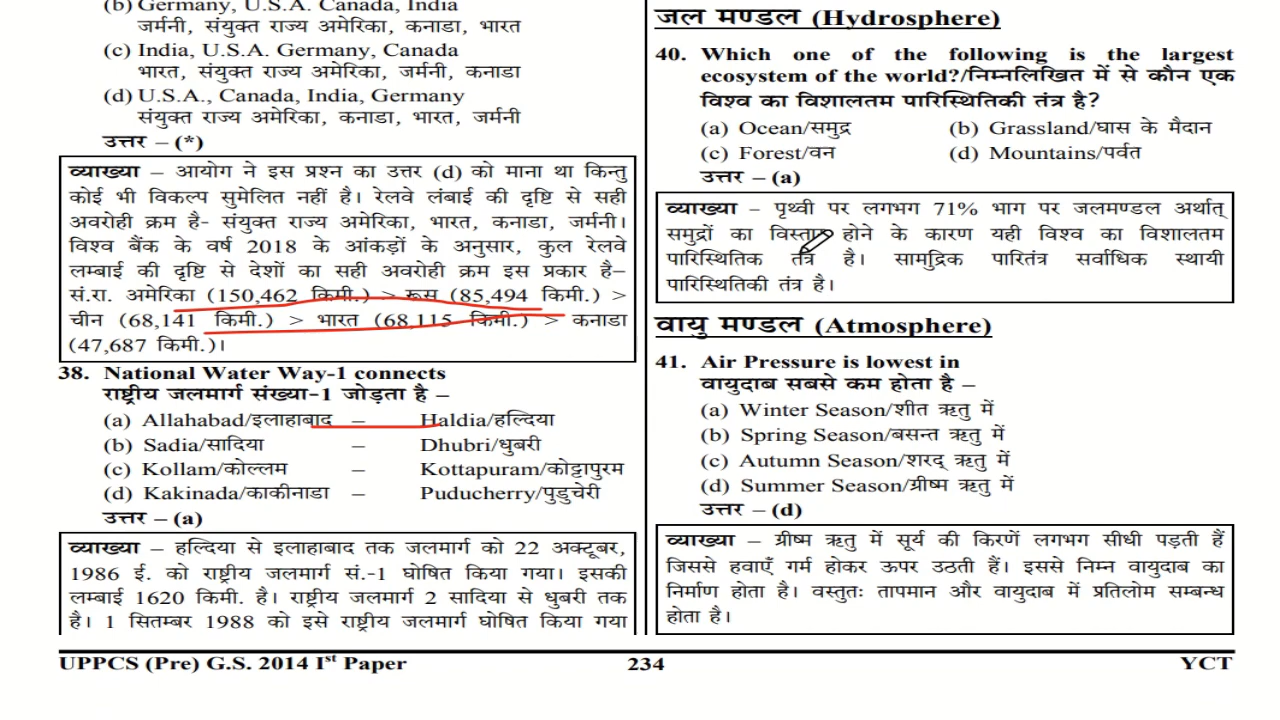 (b) Germany, U.S.A. Canada, India
जर्मनी, संयुक्त राज्य अमेरिका, कनाडा, भारत
(c) India, U.S.A. Germany, Canada
भारत, संयुक्त राज्य अमेरिका, जर्मनी, कनाडा
(d) U.S.A., Canada, India, Germany
संयुक्त राज्य अमेरिका, कनाडा, भारत, जर्मनी
उत्तर – (*)
व्याख्या – आयोग ने इस प्रश्न का उत्तर (d) को माना था किन्तु
कोई भी विकल्प सुमेलित नहीं है। रेलवे लंबाई की दृष्टि से सही
अवरोही क्रम है- संयुक्त राज्य अमेरिका, भारत, कनाडा, जर्मनी।
विश्व बैंक के वर्ष 2018 के आंकड़ों के अनुसार, कुल रेलवे
लम्बाई की दृष्टि से देशों का सही अवरोही क्रम इस प्रकार है–
सं.रा. अमेरिका (150,462 किमी.) > रूस (85,494 किमी.) >
चीन (68,141 किमी.) > भारत (68,115 किमी.) > कनाडा
(47,687 किमी.)।
38. National Water Way-1 connects
राष्ट्रीय जलमार्ग संख्या-1 जोड़ता है –
(a) Allahabad/इलाहाबाद – Haldia/हल्दिया
(b) Sadia/सादिया – Dhubri/धुबरी
(c) Kollam/कोल्लम – Kottapuram/कोट्टापुरम
(d) Kakinada/काकीनाडा – Puducherry/पुडुचेरी
उत्तर – (a)
व्याख्या – हल्दिया से इलाहाबाद तक जलमार्ग को 22 अक्टूबर,
1986 ई. को राष्ट्रीय जलमार्ग सं.-1 घोषित किया गया। इसकी
लम्बाई 1620 किमी. है। राष्ट्रीय जलमार्ग 2 सादिया से धुबरी तक
है। 1 सितम्बर 1988 को इसे राष्ट्रीय जलमार्ग घोषित किया गया
जल मण्डल (Hydrosphere)
40. Which one of the following is the largest
ecosystem of the world?/निम्नलिखित में से कौन एक
विश्व का विशालतम पारिस्थितिकी तंत्र है?
(a) Ocean/समुद्र (b) Grassland/घास के मैदान
(c) Forest/वन (d) Mountains/पर्वत
उत्तर – (a)
व्याख्या – पृथ्वी पर लगभग 71% भाग पर जलमण्डल अर्थात्
समुद्रों का विस्तार होने के कारण यही विश्व का विशालतम
पारिस्थितिक तंत्र है। सामुद्रिक पारितंत्र सर्वाधिक स्थायी
पारिस्थितिकी तंत्र है।
वायु मण्डल (Atmosphere)
41. Air Pressure is lowest in
वायुदाब सबसे कम होता है –
(a) Winter Season/शीत ऋतु में
(b) Spring Season/बसन्त ऋतु में
(c) Autumn Season/शरद् ऋतु में
(d) Summer Season/ग्रीष्म ऋतु में
उत्तर – (d)
व्याख्या – ग्रीष्म ऋतु में सूर्य की किरणें लगभग सीधी पड़ती हैं
जिससे हवाएँ गर्म होकर ऊपर उठती हैं। इससे निम्न वायुदाब का
निर्माण होता है। वस्तुतः तापमान और वायुदाब में प्रतिलोम सम्बन्ध
होता है।
UPPCS (Pre) G.S. 2014 Ist Paper 234 YCT